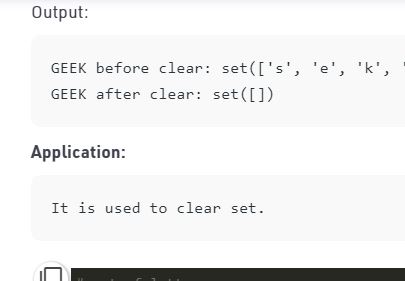 Output:
GEEK before clear: set(['s', 'e', 'k', '
GEEK after clear: set([])
Application:
It is used to clear set.